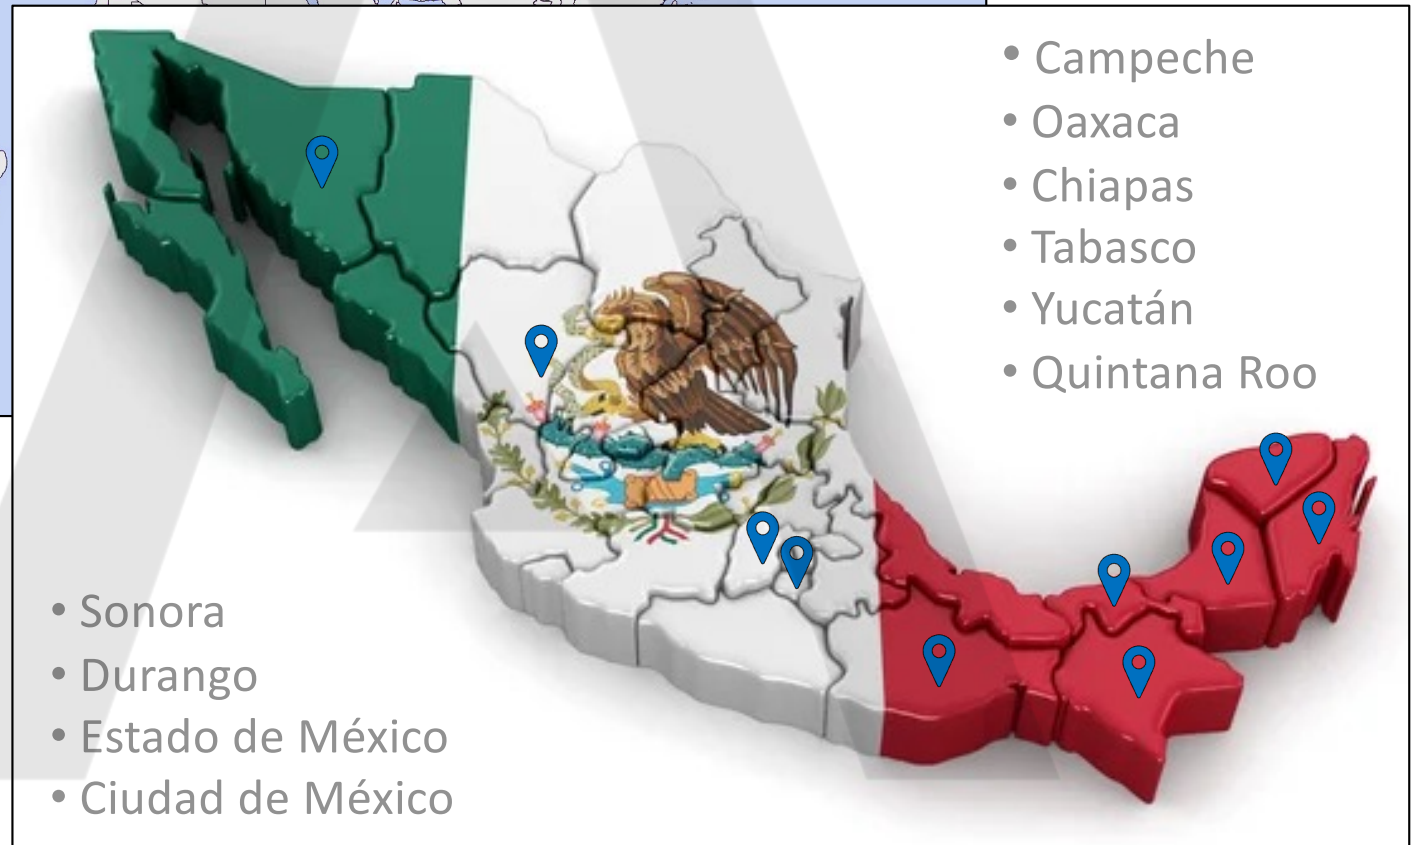 • Campeche
• Oaxaca
• Chiapas
• Tabasco
• Yucatán
• Quintana Roo
• Sonora
• Durango
• Estado de México
• Ciudad de México